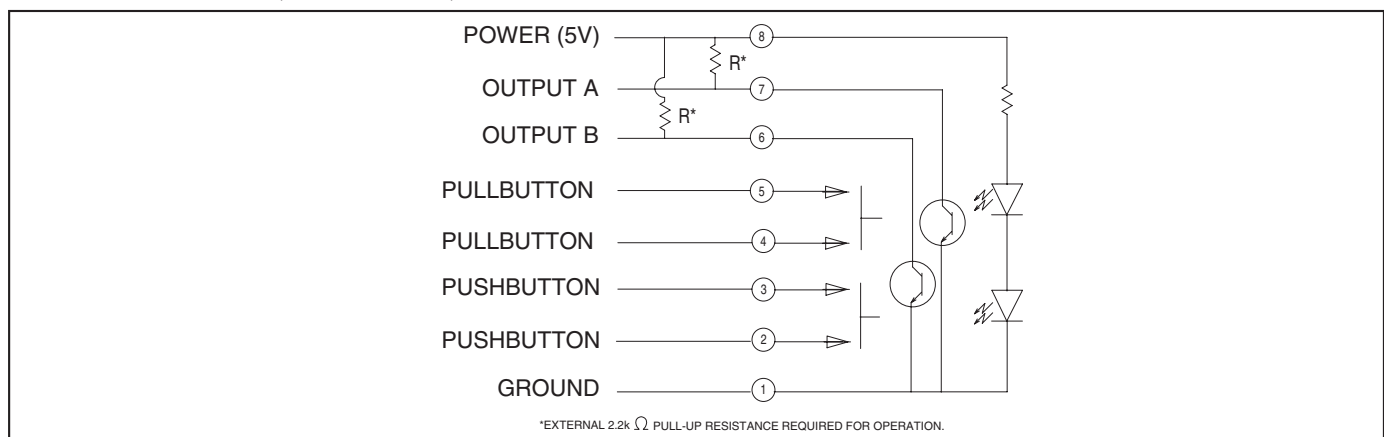 POWER (5V) 8
R*
OUTPUT A 7
R*
OUTPUT B 6
PULLBUTTON 5
PULLBUTTON 4
PUSHBUTTON 3
PUSHBUTTON 2
GROUND 1
*EXTERNAL 2.2k Ω PULL-UP RESISTANCE REQUIRED FOR OPERATION.